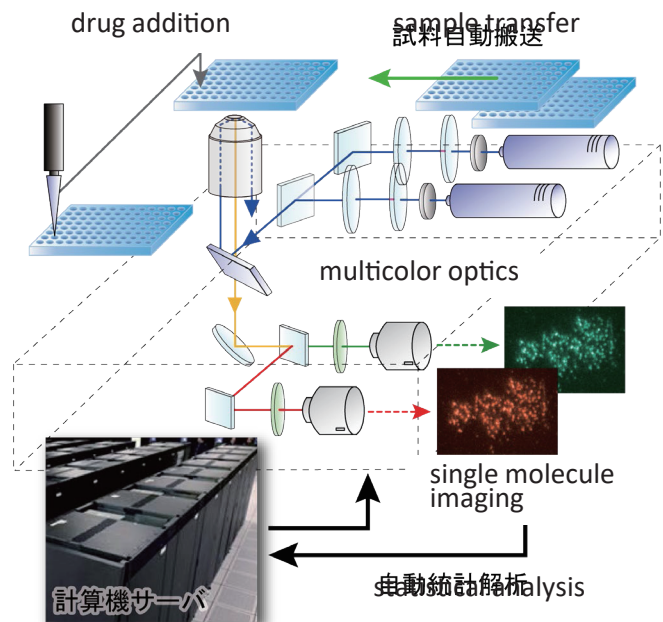 drug addition
sample transfer
試料自動搬送
multicolor optics
single molecule
imaging
statistical analysis
自動統計解析
計算機サーバ